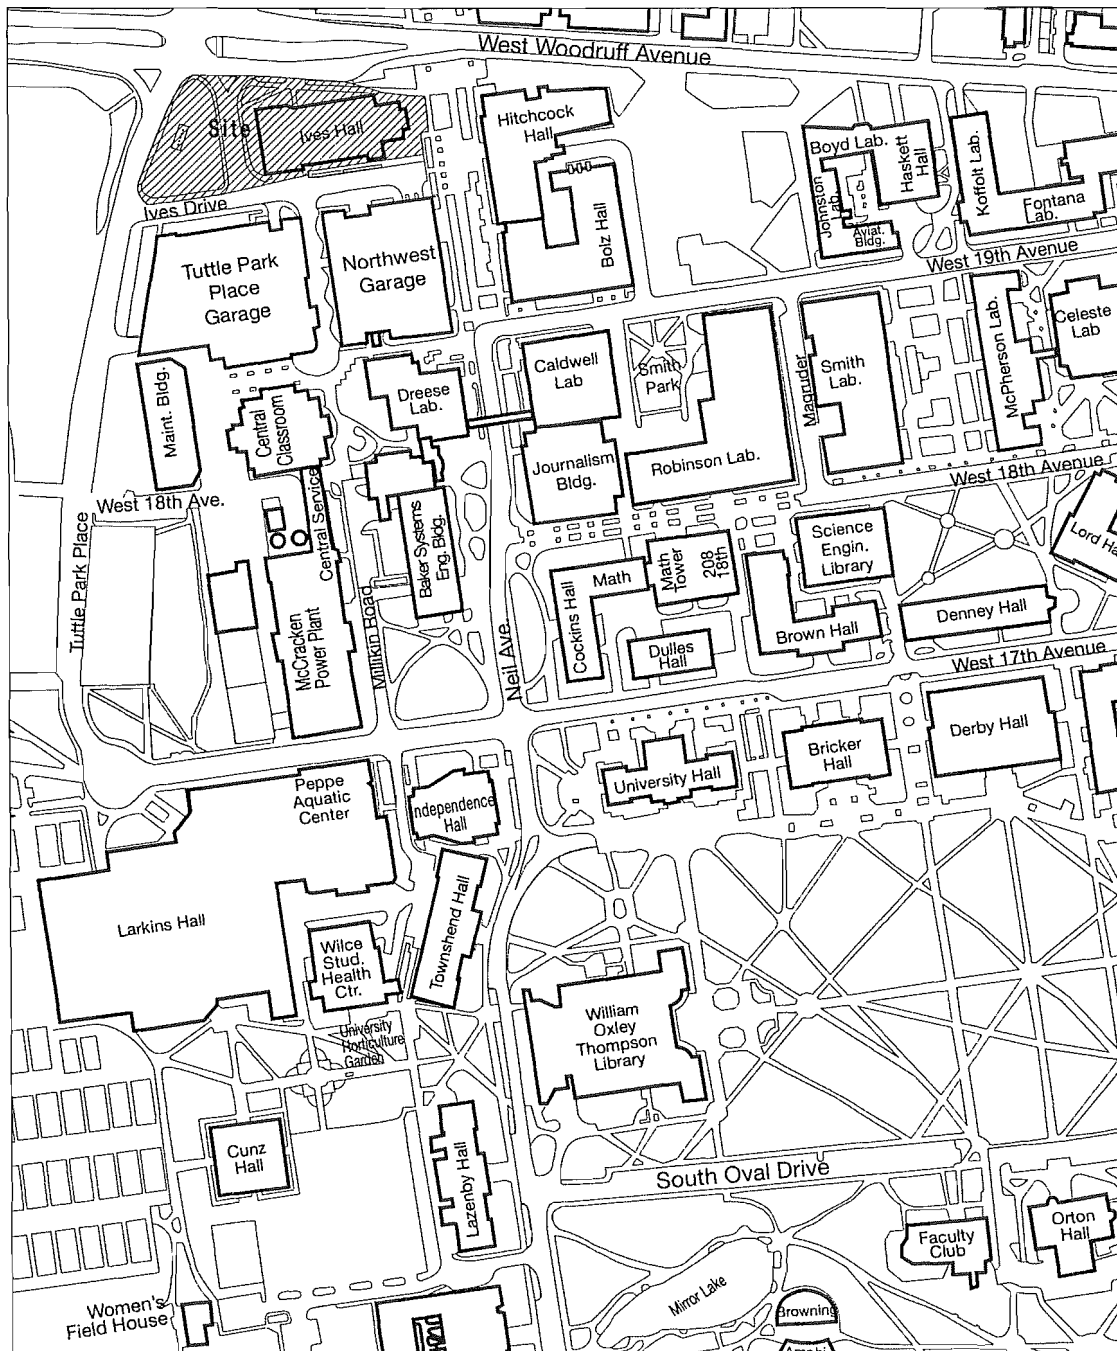 West Woodruff Avenue
Site
Ives Hall
Hitchcock
Hall
Boyd Lab.
Haskett
Hall
Koffolt Lab.
Johnston
Lab.
Aviat.
Bldg.
Fontana
Lab.
Ives Drive
Bolz Hall
West 19th Avenue
Tuttle Park
Place
Garage
Northwest
Garage
McPherson Lab.
Celeste
Lab
Caldwell
Lab
Smith
Park
Magruder
Smith
Lab.
Maint. Bldg.
Dreese
Lab.
Central
Classroom
Journalism
Bldg.
Robinson Lab.
West 18th Avenue
West 18th Ave.
Central Service
Baker Systems
Eng. Bldg.
Science
Engin.
Library
Tuttle Park Place
Math
Math
Tower
208
18th
Cockins Hall
Denney Hall
McCracken
Power Plant
Millikin Road
Neil Ave.
Dulles
Hall
Brown Hall
West 17th Avenue
Derby Hall
Bricker
Hall
University Hall
Peppe
Aquatic
Center
Independence
Hall
Larkins Hall
Townshend Hall
Wilce
Stud.
Health
Ctr.
William
Oxley
Thompson
Library
University
Horticulture
Garden
Cunz
Hall
Lazenby Hall
South Oval Drive
Faculty
Club
Orton
Hall
Mirror Lake
Browning
Women's
Field House